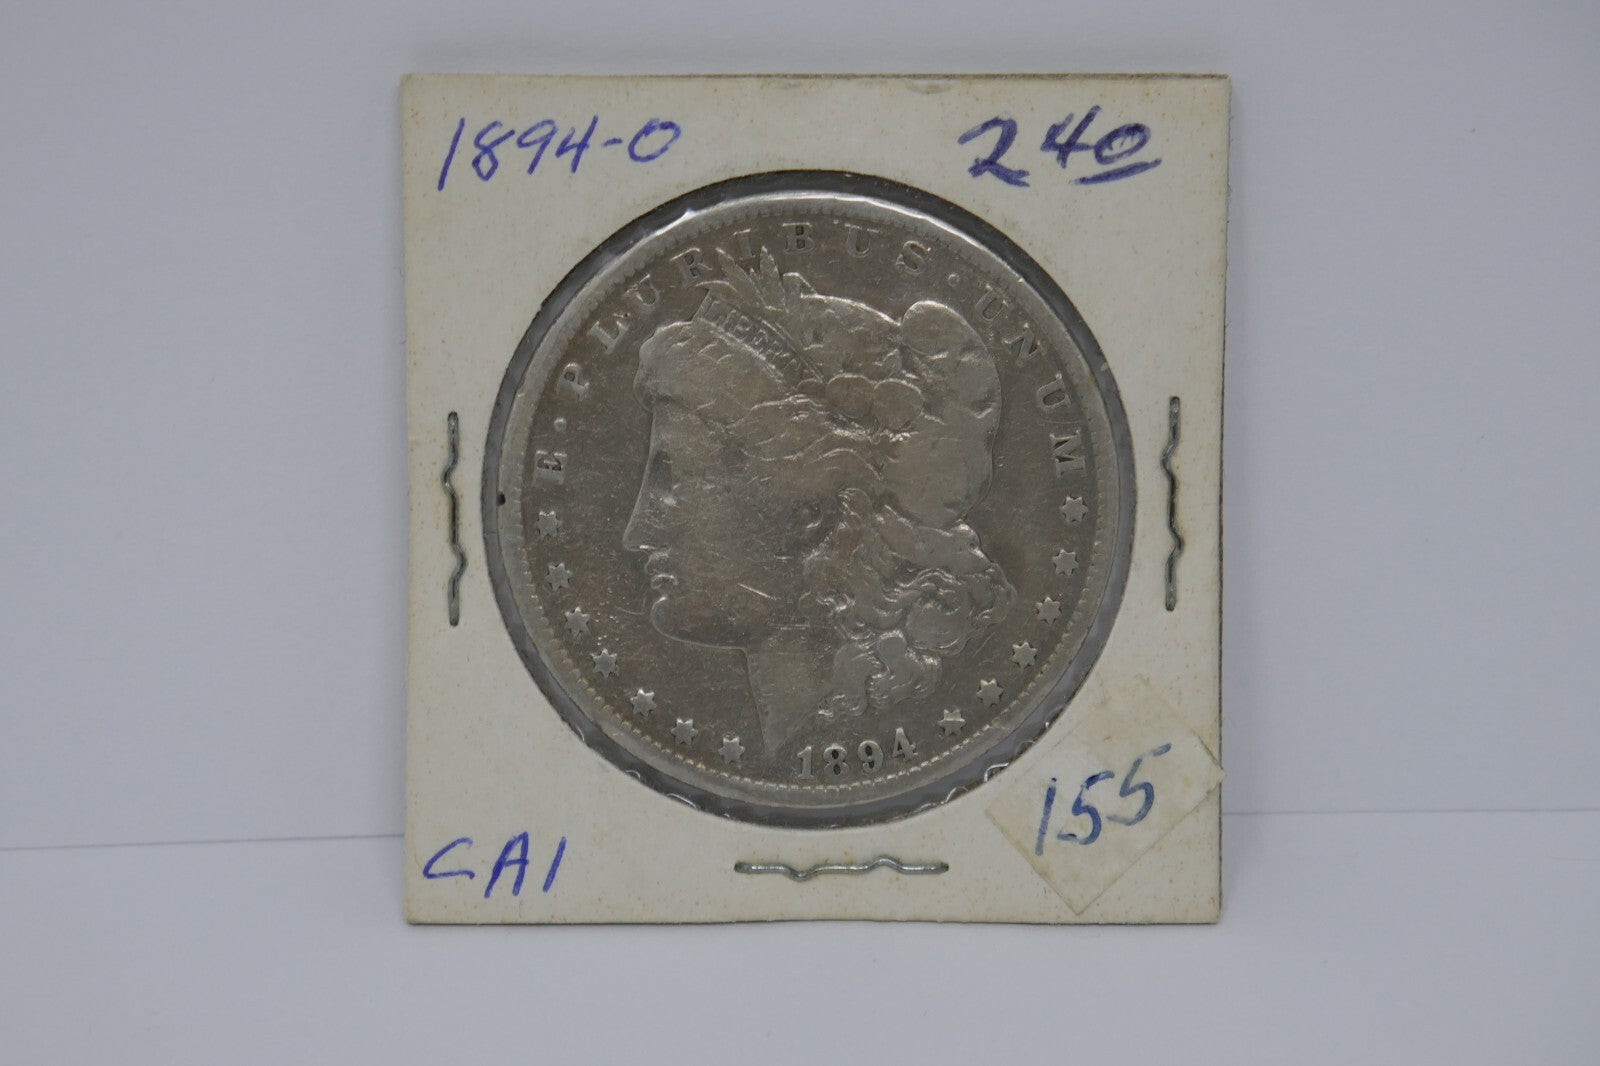 1894-O
240
E · PLURIBUS · UNUM
LIBERTY
1894
155
CA1